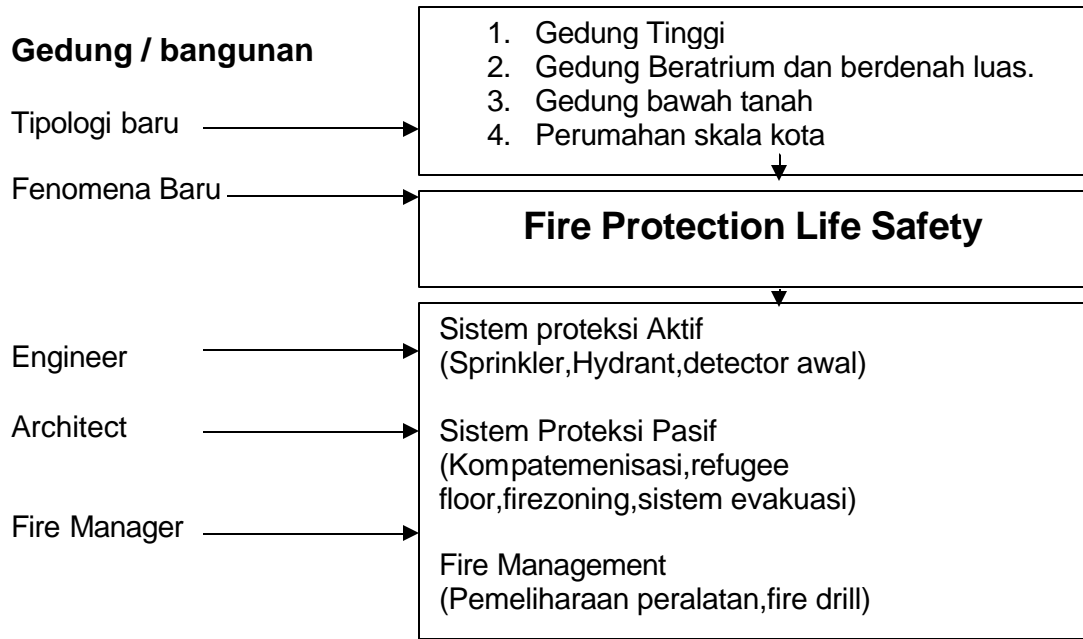 Gedung / bangunan
Tipologi baru
Fenomena Baru
Engineer
Architect
Fire Manager
1. Gedung Tinggi
2. Gedung Beratrium dan berdenah luas.
3. Gedung bawah tanah
4. Perumahan skala kota
Fire Protection Life Safety
Sistem proteksi Aktif
(Sprinkler,Hydrant,detector awal)
Sistem Proteksi Pasif
(Kompatemenisasi,refugee
floor,firezoning,sistem evakuasi)
Fire Management
(Pemeliharaan peralatan,fire drill)